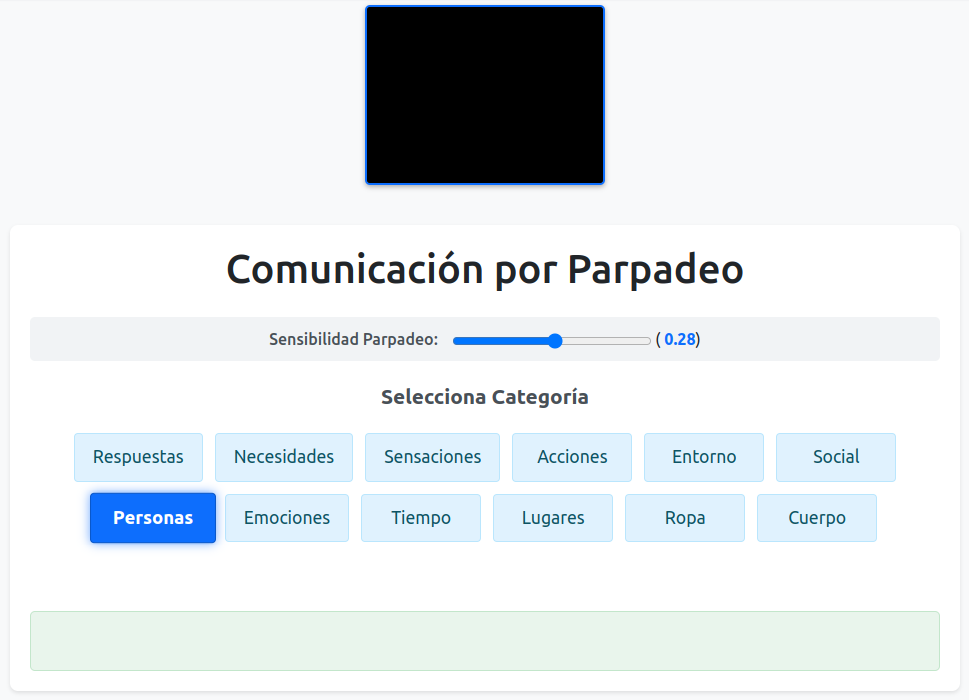 Comunicación por Parpadeo
Sensibilidad Parpadeo: ( 0.28)
Selecciona Categoría
Respuestas Necesidades Sensaciones Acciones Entorno Social
Personas Emociones Tiempo Lugares Ropa Cuerpo